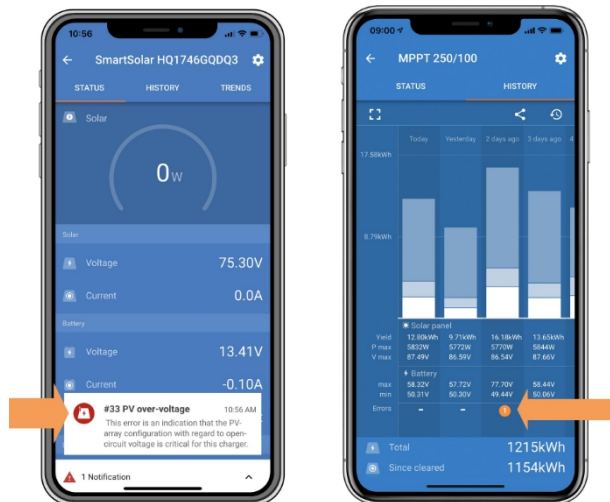 10:56
SmartSolar HQ1746GQDQ3
STATUS HISTORY TRENDS
Solar
0W
Solar
Voltage 75.30V
Current 0.0A
Battery
Voltage 13.41V
Current -0.10A
#33 PV over-voltage 10:56 AM
This error is an indication that the PV-
array configuration with regard to open-
circuit voltage is critical for this charger.
1 Notification
09:00
MPPT 250/100
STATUS HISTORY
Today Yesterday 2 days ago 3 days ago 4
17.58kWh
8.79kWh
Solar panel
Yield 12.80kWh 9.71kWh 16.18kWh 13.65kWh
P max 5832W 5772W 5770W 5844W
V max 87.49V 86.59V 86.54V 87.66V
Battery
max 58.32V 57.72V 77.70V 58.44V
min 50.31V 50.30V 49.44V 50.06V
Errors - - 1
Total 1215kWh
Since cleared 1154kWh